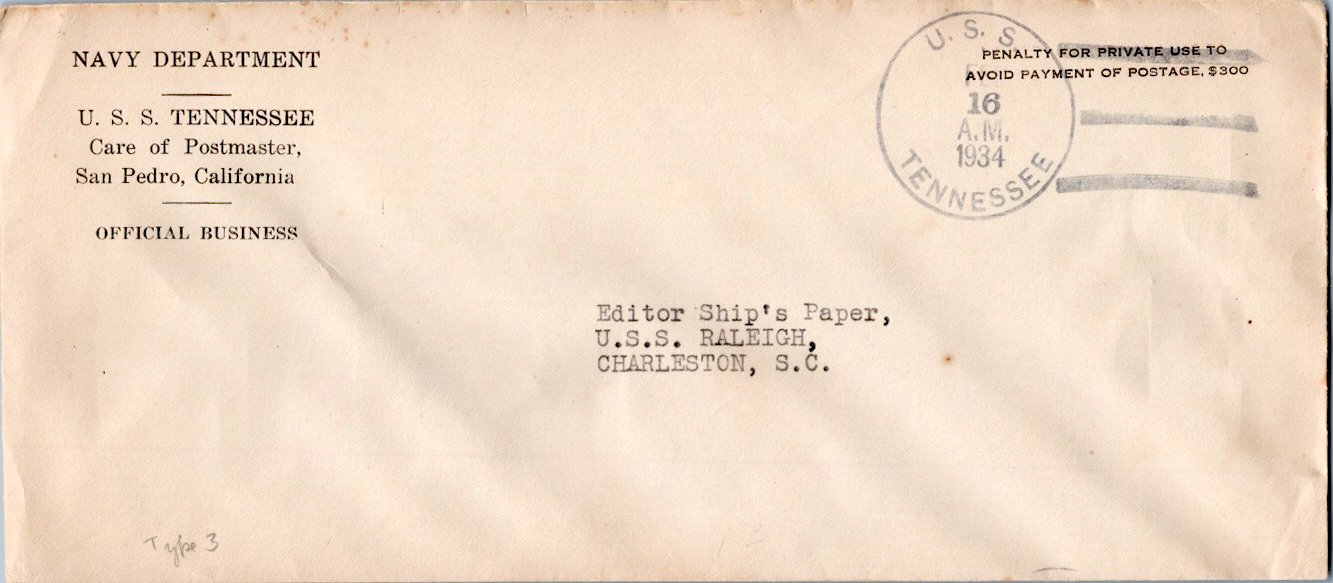 NAVY DEPARTMENT
U. S. S. TENNESSEE
Care of Postmaster,
San Pedro, California
OFFICIAL BUSINESS
U. S. S
16
A.M.
1934
TENNESSEE
PENALTY FOR PRIVATE USE TO
AVOID PAYMENT OF POSTAGE, $300
Editor Ship's Paper,
U.S.S. RALEIGH,
CHARLESTON, S.C.
Type 3